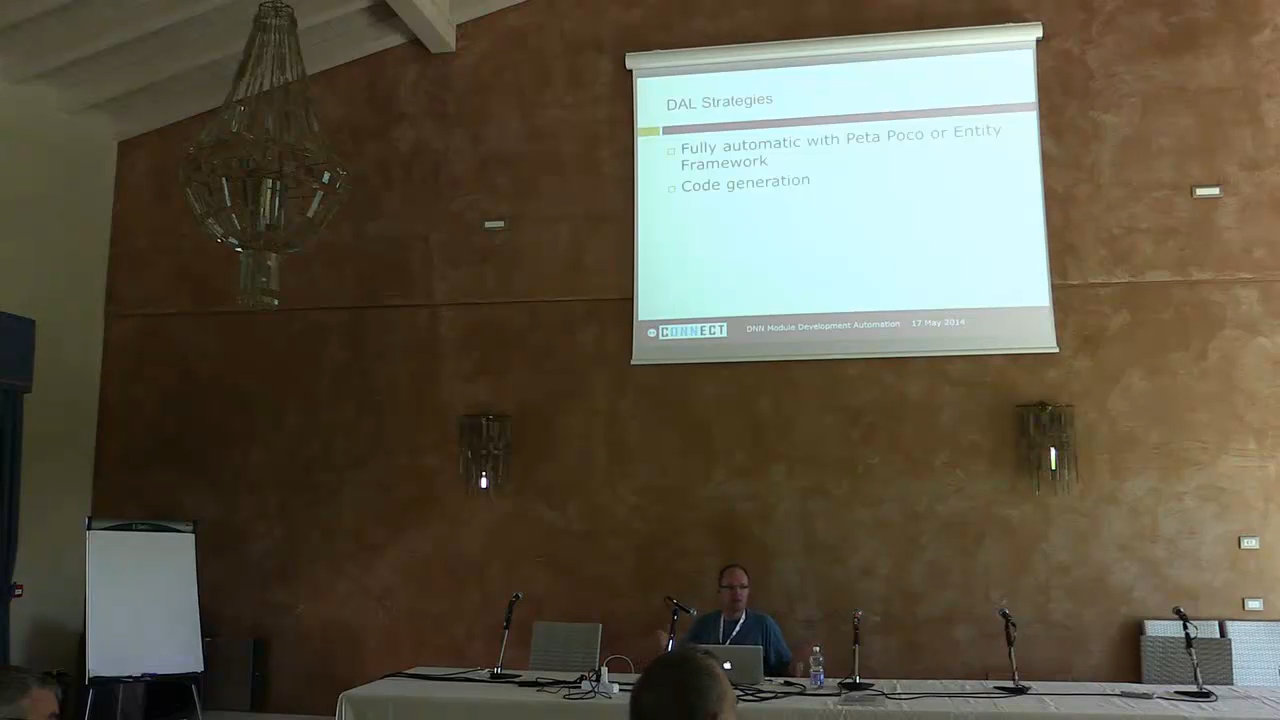 DAL Strategies
Fully automatic with Peta Poco or Entity
Framework
Code generation
CONNECT DNN Module Development Automation 17 May 2014